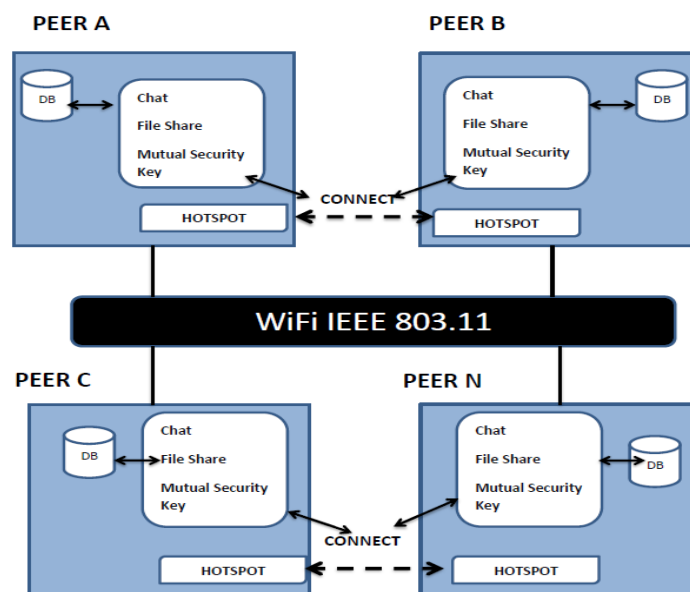 PEER A
PEER B
DB
Chat
File Share
Mutual Security
Key
HOTSPOT
CONNECT
Chat
File Share
Mutual Security
Key
DB
HOTSPOT
WiFi IEEE 803.11
PEER C
PEER N
DB
Chat
File Share
Mutual Security
Key
HOTSPOT
CONNECT
Chat
File Share
Mutual Security
Key
DB
HOTSPOT